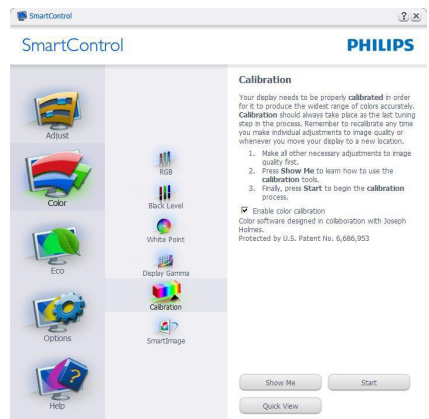 SmartControl
? x
SmartControl
PHILIPS
Adjust
Color
Eco
Options
Help
RGB
Black Level
White Point
Display Gamma
Calibration
SmartImage
Calibration
Your display needs to be properly calibrated in order
for it to produce the widest range of colors accurately.
Calibration should always take place as the last tuning
step in the process. Remember to recalibrate any time
you make individual adjustments to image quality or
whenever you move your display to a new location.
1. Make all other necessary adjustments to image
quality first.
2. Press Show Me to learn how to use the
calibration tools.
3. Finally, press Start to begin the calibration
process.
Enable color calibration
Color software designed in collaboration with Joseph
Holmes.
Protected by U.S. Patent No. 6,686,953
Show Me
Start
Quick View